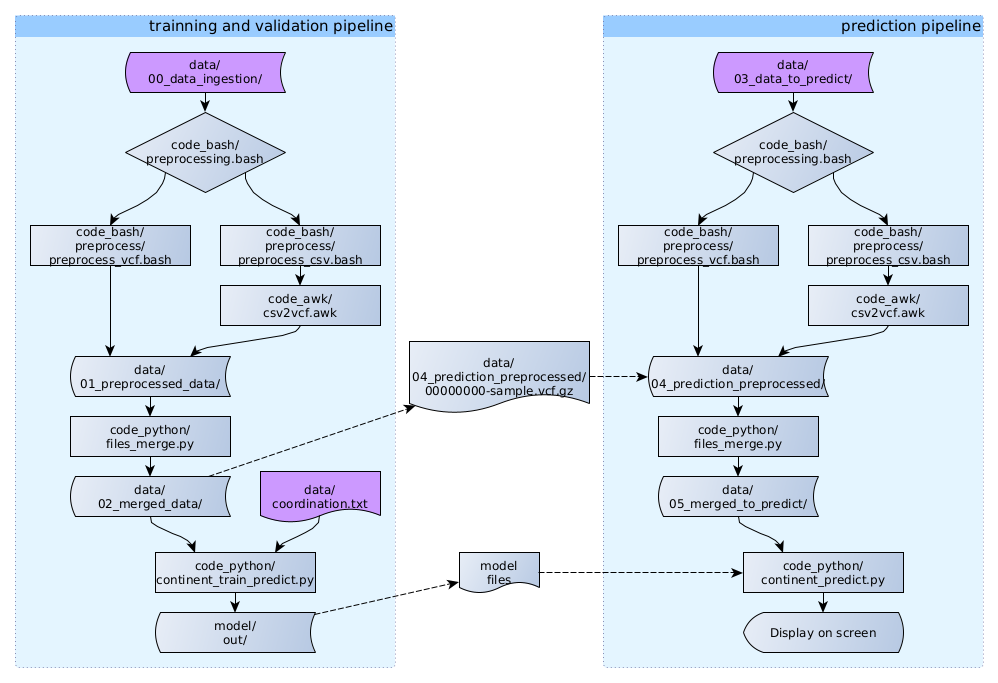 trainning and validation pipeline
data/
00_data_ingestion/
code_bash/
preprocessing.bash
code_bash/
preprocess/
preprocess_vcf.bash
code_bash/
preprocess/
preprocess_csv.bash
code_awk/
csv2vcf.awk
data/
01_preprocessed_data/
code_python/
files_merge.py
data/
02_merged_data/
data/
coordination.txt
code_python/
continent_train_predict.py
model/
out/
data/
04_prediction_preprocessed/
00000000-sample.vcf.gz
model
files
prediction pipeline
data/
03_data_to_predict/
code_bash/
preprocessing.bash
code_bash/
preprocess/
preprocess_vcf.bash
code_bash/
preprocess/
preprocess_csv.bash
code_awk/
csv2vcf.awk
data/
04_prediction_preprocessed/
code_python/
files_merge.py
data/
05_merged_to_predict/
code_python/
continent_predict.py
Display on screen